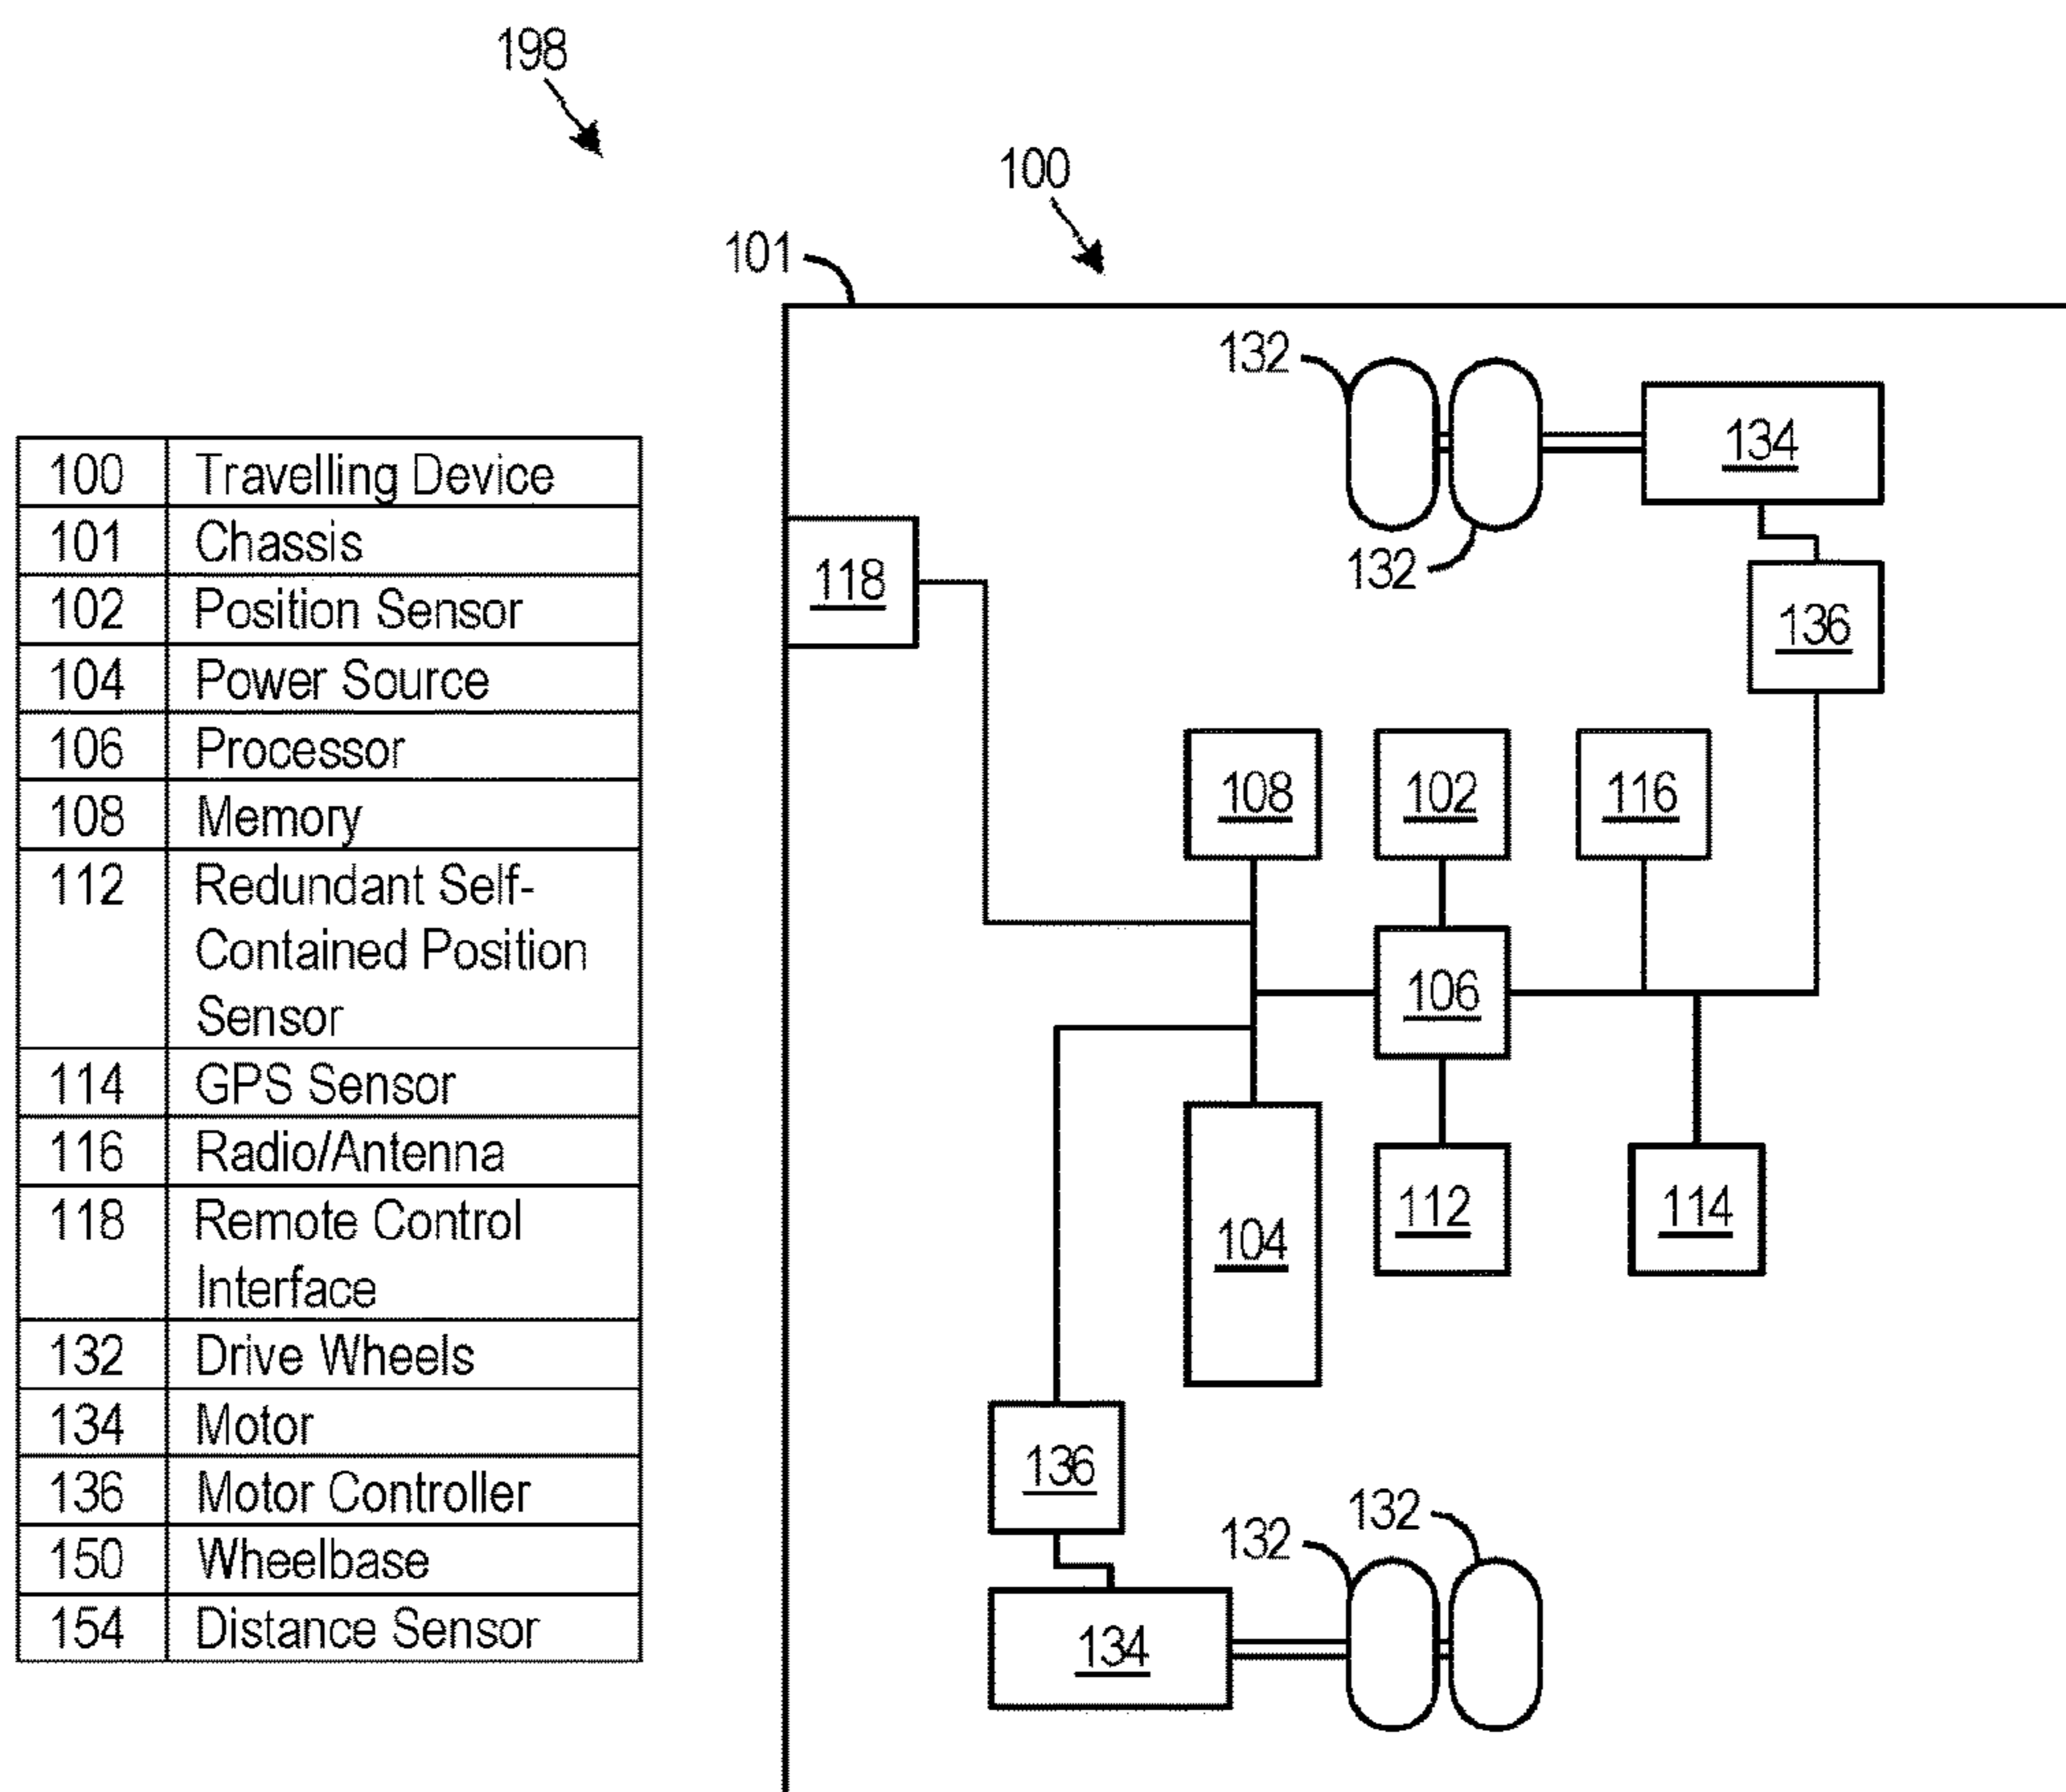 198
100
101
100 Travelling Device
101 Chassis
102 Position Sensor
104 Power Source
106 Processor
108 Memory
112 Redundant Self-
Contained Position
Sensor
114 GPS Sensor
116 Radio/Antenna
118 Remote Control
Interface
132 Drive Wheels
134 Motor
136 Motor Controller
150 Wheelbase
154 Distance Sensor
132
134
132
118
136
108 102 116
106
104 112 114
136
132 132
134